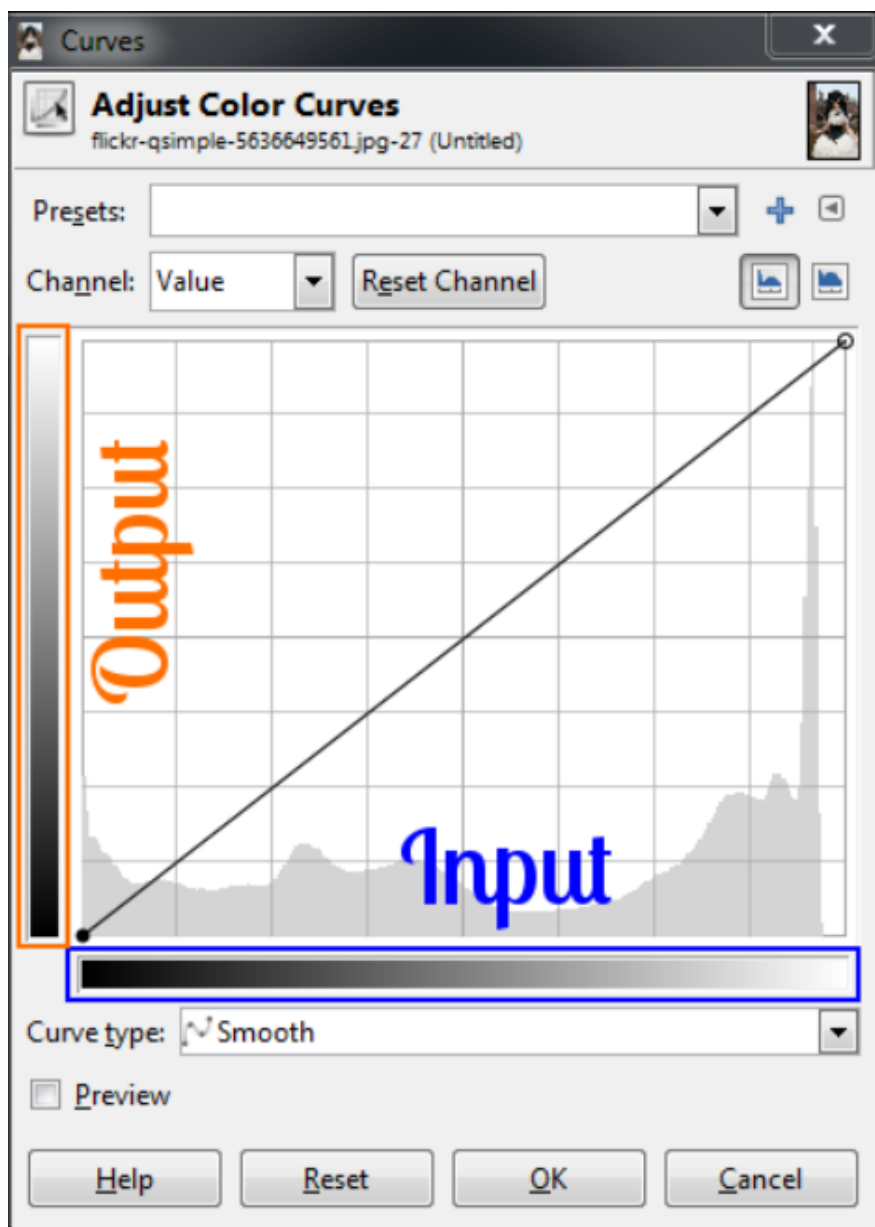 Curves
Adjust Color Curves
flickr-qsimple-5636649561.jpg-27 (Untitled)
Presets:
Channel: Value Reset Channel
Output
Input
Curve type: Smooth
Preview
Help Reset OK Cancel